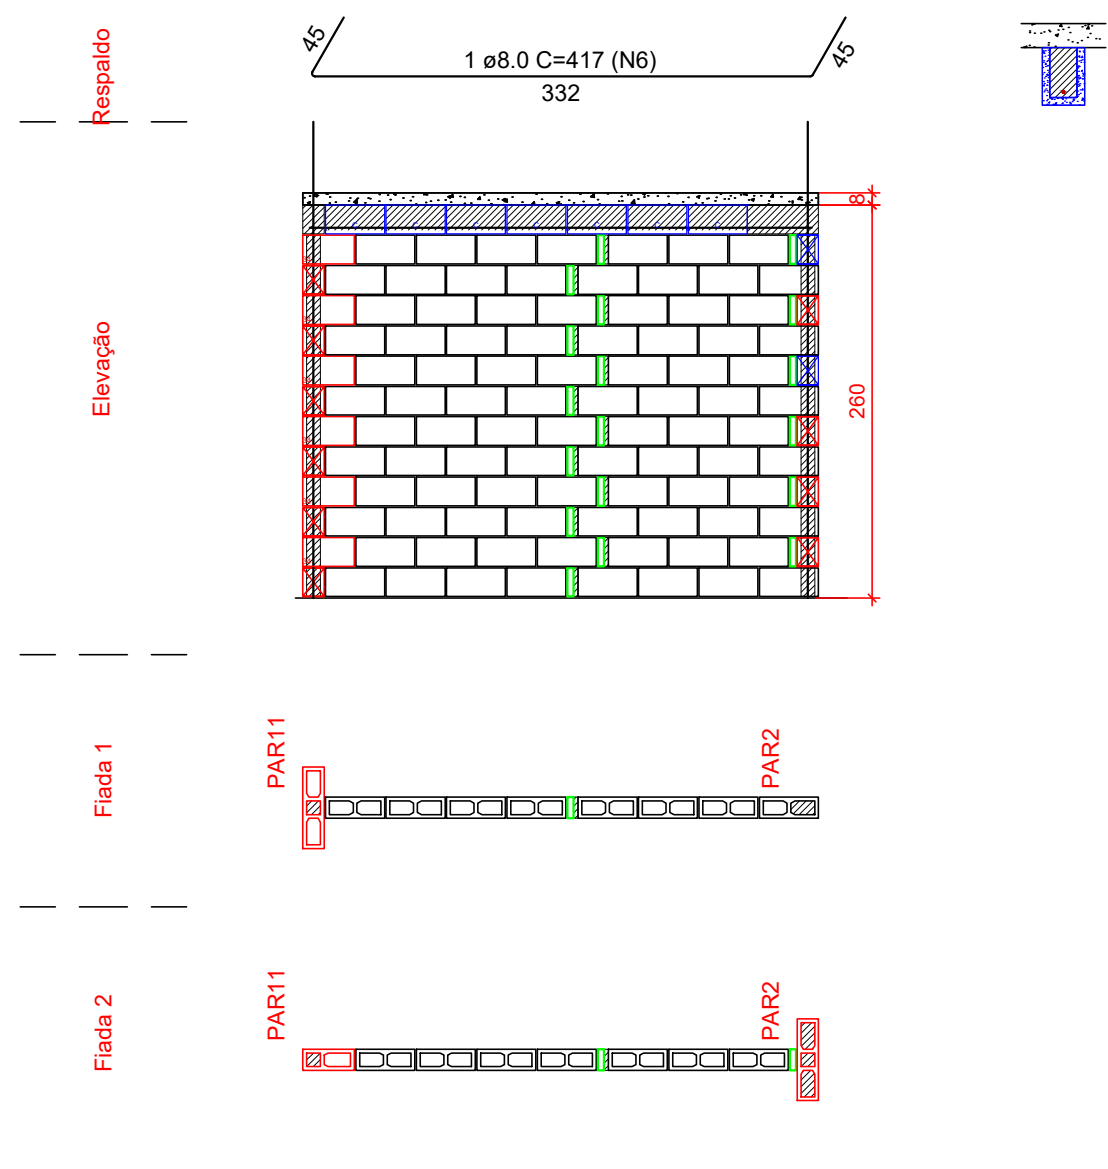 Respaldo
45
1 ø8.0 C=417 (N6)
45
332
8
Elevação
260
Fiada 1
PAR11
PAR2
Fiada 2
PAR11
PAR2